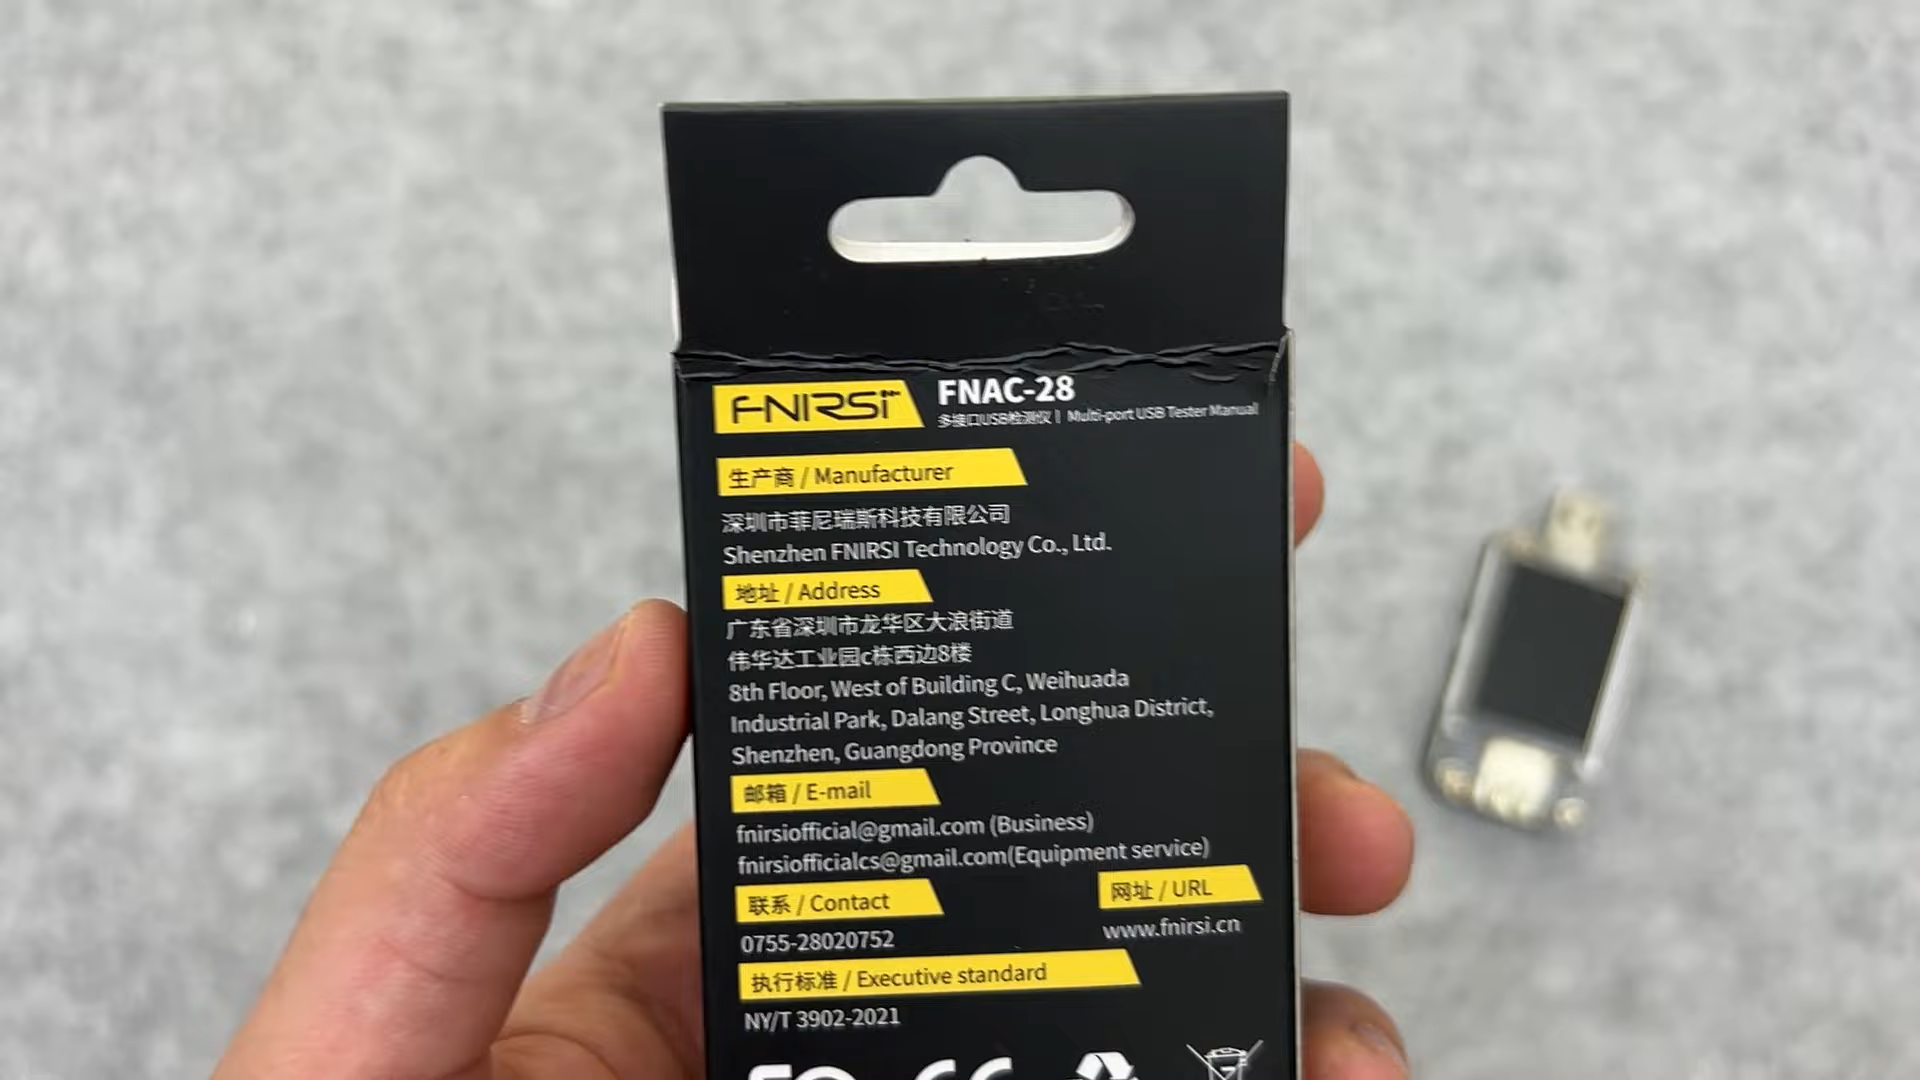 FNIRSI
FNAC-28
多接口USB检测仪 | Multi-port USB Tester Manual
生产商 / Manufacturer
深圳市菲尼瑞斯科技有限公司
Shenzhen FNIRSI Technology Co., Ltd.
地址 / Address
广东省深圳市龙华区大浪街道
伟华达工业园c栋西边8楼
8th Floor, West of Building C, Weihuada
Industrial Park, Dalang Street, Longhua District,
Shenzhen, Guangdong Province
邮箱 / E-mail
fnirsiofficial@gmail.com (Business)
fnirsiofficialcs@gmail.com(Equipment service)
联系 / Contact
0755-28020752
网址 / URL
www.fnirsi.cn
执行标准 / Executive standard
NY/T 3902-2021